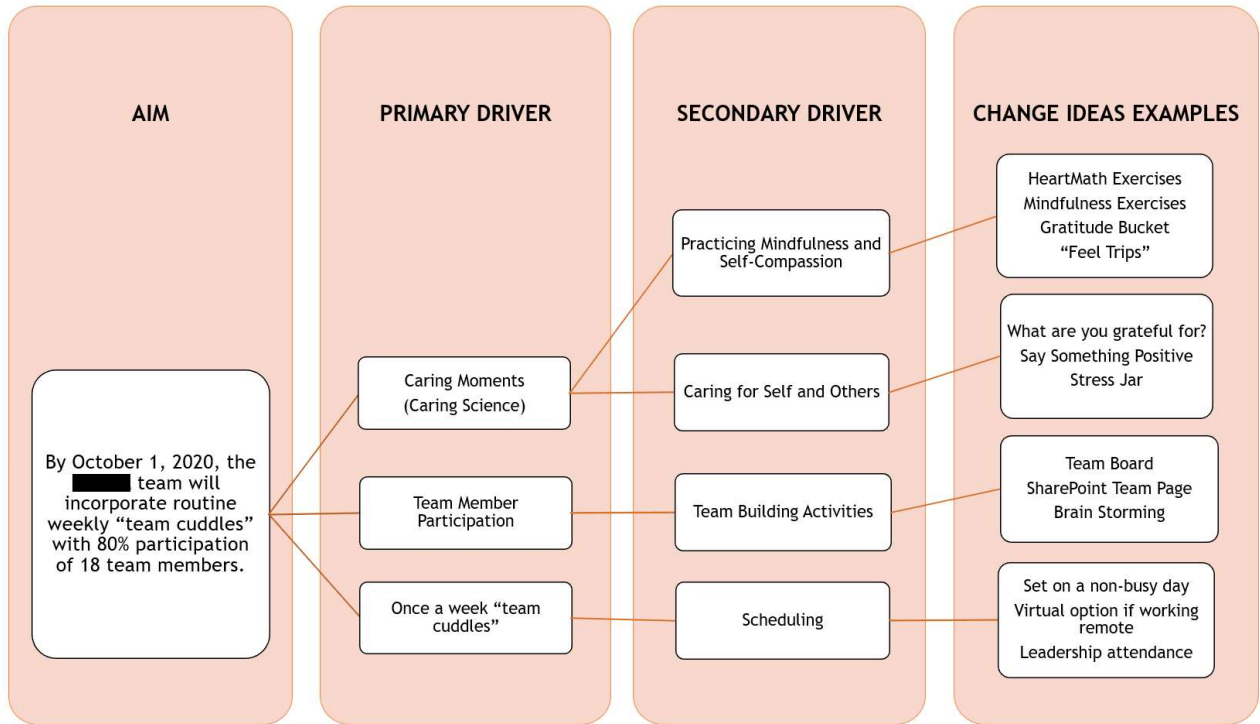 AIM
By October 1, 2020, the
team will
incorporate routine
weekly “team cuddles”
with 80% participation
of 18 team members.
PRIMARY DRIVER
Caring Moments
(Caring Science)
Team Member
Participation
Once a week “team
cuddles”
SECONDARY DRIVER
Practicing Mindfulness and
Self-Compassion
Caring for Self and Others
Team Building Activities
Scheduling
CHANGE IDEAS EXAMPLES
HeartMath Exercises
Mindfulness Exercises
Gratitude Bucket
“Feel Trips”
What are you grateful for?
Say Something Positive
Stress Jar
Team Board
SharePoint Team Page
Brain Storming
Set on a non-busy day
Virtual option if working
remote
Leadership attendance